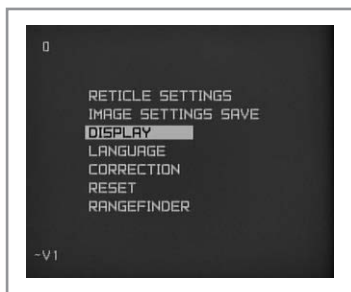 0
RETICLE SETTINGS
IMAGE SETTINGS SAVE
DISPLAY
LANGUAGE
CORRECTION
RESET
RANGEFINDER
~V1